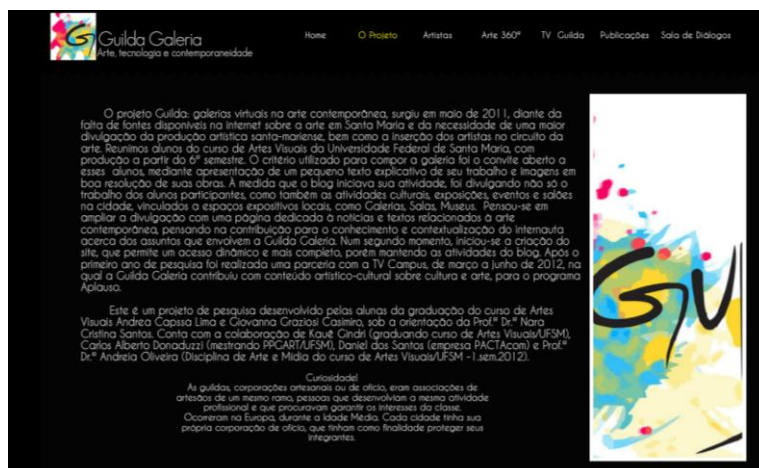 Guilda Galeria
Arte, tecnologia e contemporaneidade
Home O Projeto Artistas Arte 360º TV Guilda Publicações Sala de Diálogos
O projeto Guilda: galerias virtuais na arte contemporânea, surgiu em maio de 2011, diante da
falta de fontes disponíveis na internet sobre a arte em Santa Maria e da necessidade de uma maior
divulgação da produção artística santa-mariense, bem como a inserção dos artistas no circuito da
arte. Reunimos alunos do curso de Artes Visuais da Universidade Federal de Santa Maria, com
produção a partir do 6º semestre. O critério utilizado para compor a galeria foi o convite aberto a
esses alunos, mediante apresentação de um pequeno texto explicativo de seu trabalho e imagens em
boa resolução de suas obras. À medida que o blog iniciava sua atividade, foi divulgando não só o
trabalho dos alunos participantes, como também as atividades culturais, exposições, eventos e salões
na cidade, vinculados a espaços expositivos locais, como Galerias, Salas, Museus. Pensou-se em
ampliar a divulgação com uma página dedicada à notícias e textos relacionados à arte
contemporânea, pensando na contribuição para o conhecimento e contextualização do internauta
acerca dos assuntos que envolvem a Guilda Galeria. Num segundo momento, iniciou-se a criação do
site, que permite um acesso dinâmico e mais completo, porém mantendo as atividades do blog. Após o
primeiro ano de pesquisa foi realizada uma parceria com a TV Campus, de março a junho de 2012, na
qual a Guilda Galeria contribuiu com conteúdo artístico-cultural sobre cultura e arte, para o programa
Aplauso.
Este é um projeto de pesquisa desenvolvido pelas alunas da graduação do curso de Artes
Visuais Andrea Capssa Lima e Giovanna Graziosi Casimiro, sob a orientação da Prof.ª Dr.ª Nara
Cristina Santos. Conta com a colaboração de Kauê Gindri (graduando curso de Artes Visuais/UFSM),
Carlos Alberto Donaduzzi (mestrando PPGART/UFSM), Daniel dos Santos (empresa PACTAcom) e Prof.ª
Dr.ª Andreia Oliveira (Disciplina de Arte e Mídia do curso de Artes Visuais/UFSM -1.sem.2012).
Curiosidade!
As guildas, corporações artesanais ou de ofício, eram associações de
artesãos de um mesmo ramo, pessoas que desenvolviam a mesma atividade
profissional e que procuravam garantir os interesses da classe.
Ocorreram na Europa, durante a Idade Média. Cada cidade tinha sua
própria corporação de ofício, que tinham como finalidade proteger seus
integrantes.
GU